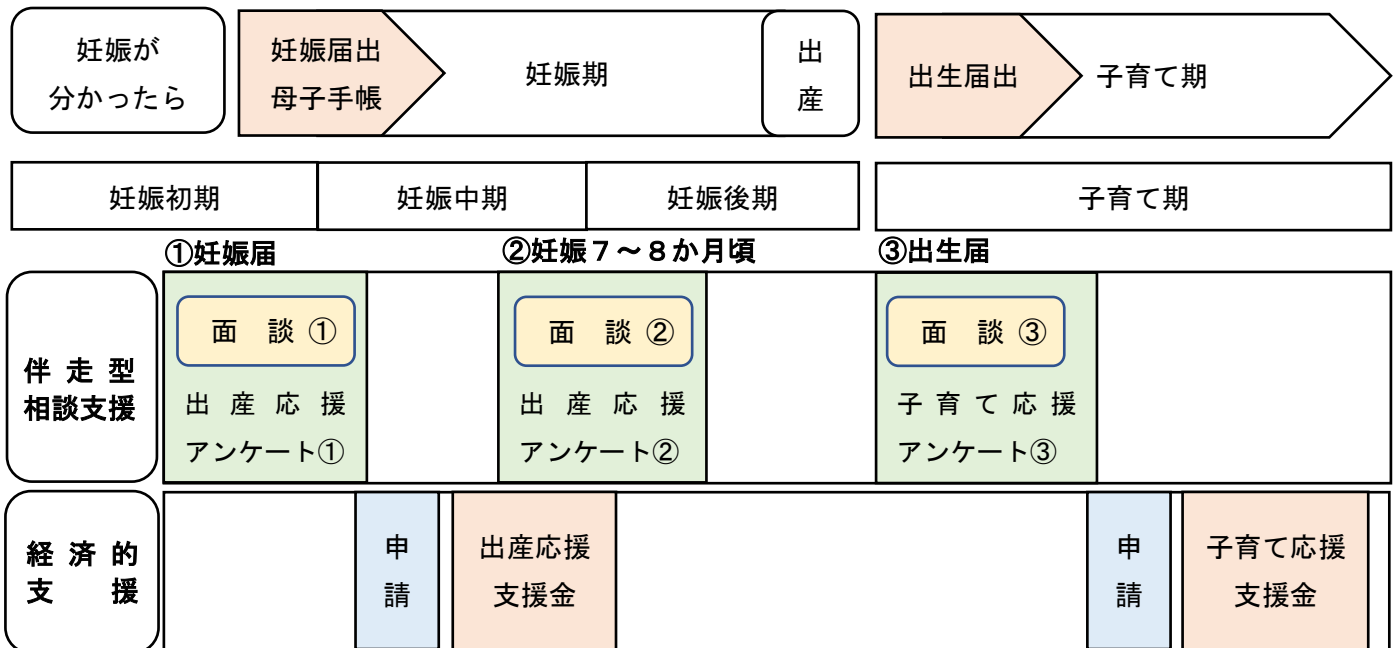 妊娠が
分かったら
妊娠届出
母子手帳
妊娠期
出
産
出生届出
子育て期
妊娠初期
妊娠中期
妊娠後期
子育て期
①妊娠届
②妊娠７～８か月頃
③出生届
伴走型
相談支援
面　談 ①
出産応援
アンケート①
面　談 ②
出産応援
アンケート②
面　談 ③
子育て応援
アンケート③
経済的
支　援
申
請
出産応援
支援金
申
請
子育て応援
支援金